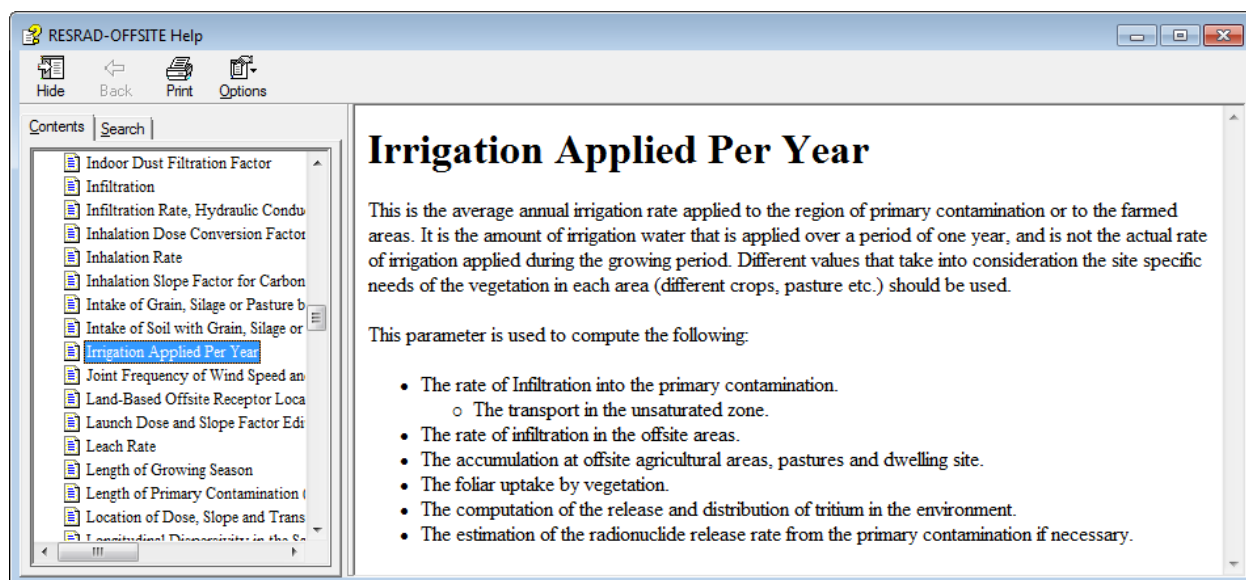 RESRAD-OFFSITE Help
Hide Back Print Options
Contents Search
Indoor Dust Filtration Factor
Infiltration
Infiltration Rate, Hydraulic Condu
Inhalation Dose Conversion Factor
Inhalation Rate
Inhalation Slope Factor for Carbon
Intake of Grain, Silage or Pasture b
Intake of Soil with Grain, Silage or
Irrigation Applied Per Year
Joint Frequency of Wind Speed an
Land-Based Offsite Receptor Loca
Launch Dose and Slope Factor Edi
Leach Rate
Length of Growing Season
Length of Primary Contamination (
Location of Dose, Slope and Trans
Longitudinal Dispersivity in the Sa
Irrigation Applied Per Year
This is the average annual irrigation rate applied to the region of primary contamination or to the farmed
areas. It is the amount of irrigation water that is applied over a period of one year, and is not the actual rate
of irrigation applied during the growing period. Different values that take into consideration the site specific
needs of the vegetation in each area (different crops, pasture etc.) should be used.
This parameter is used to compute the following:
• The rate of Infiltration into the primary contamination.
○ The transport in the unsaturated zone.
• The rate of infiltration in the offsite areas.
• The accumulation at offsite agricultural areas, pastures and dwelling site.
• The foliar uptake by vegetation.
• The computation of the release and distribution of tritium in the environment.
• The estimation of the radionuclide release rate from the primary contamination if necessary.